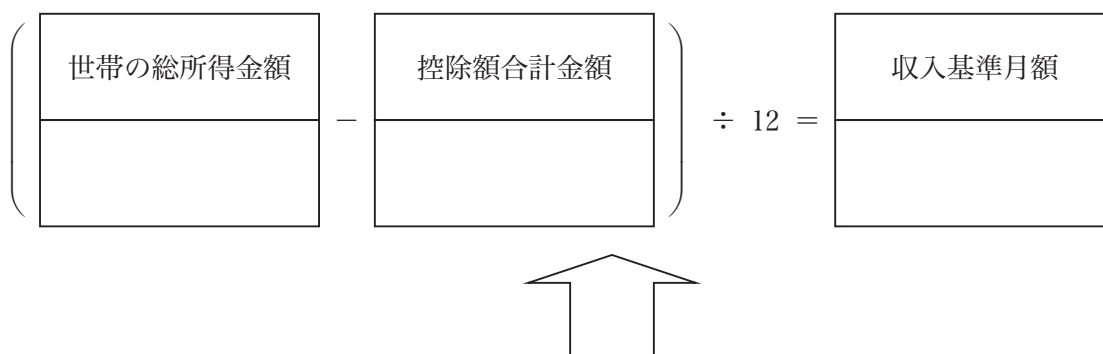 ( 世帯の総所得金額 − 控除額合計金額 ) ÷ 12 = 収入基準月額